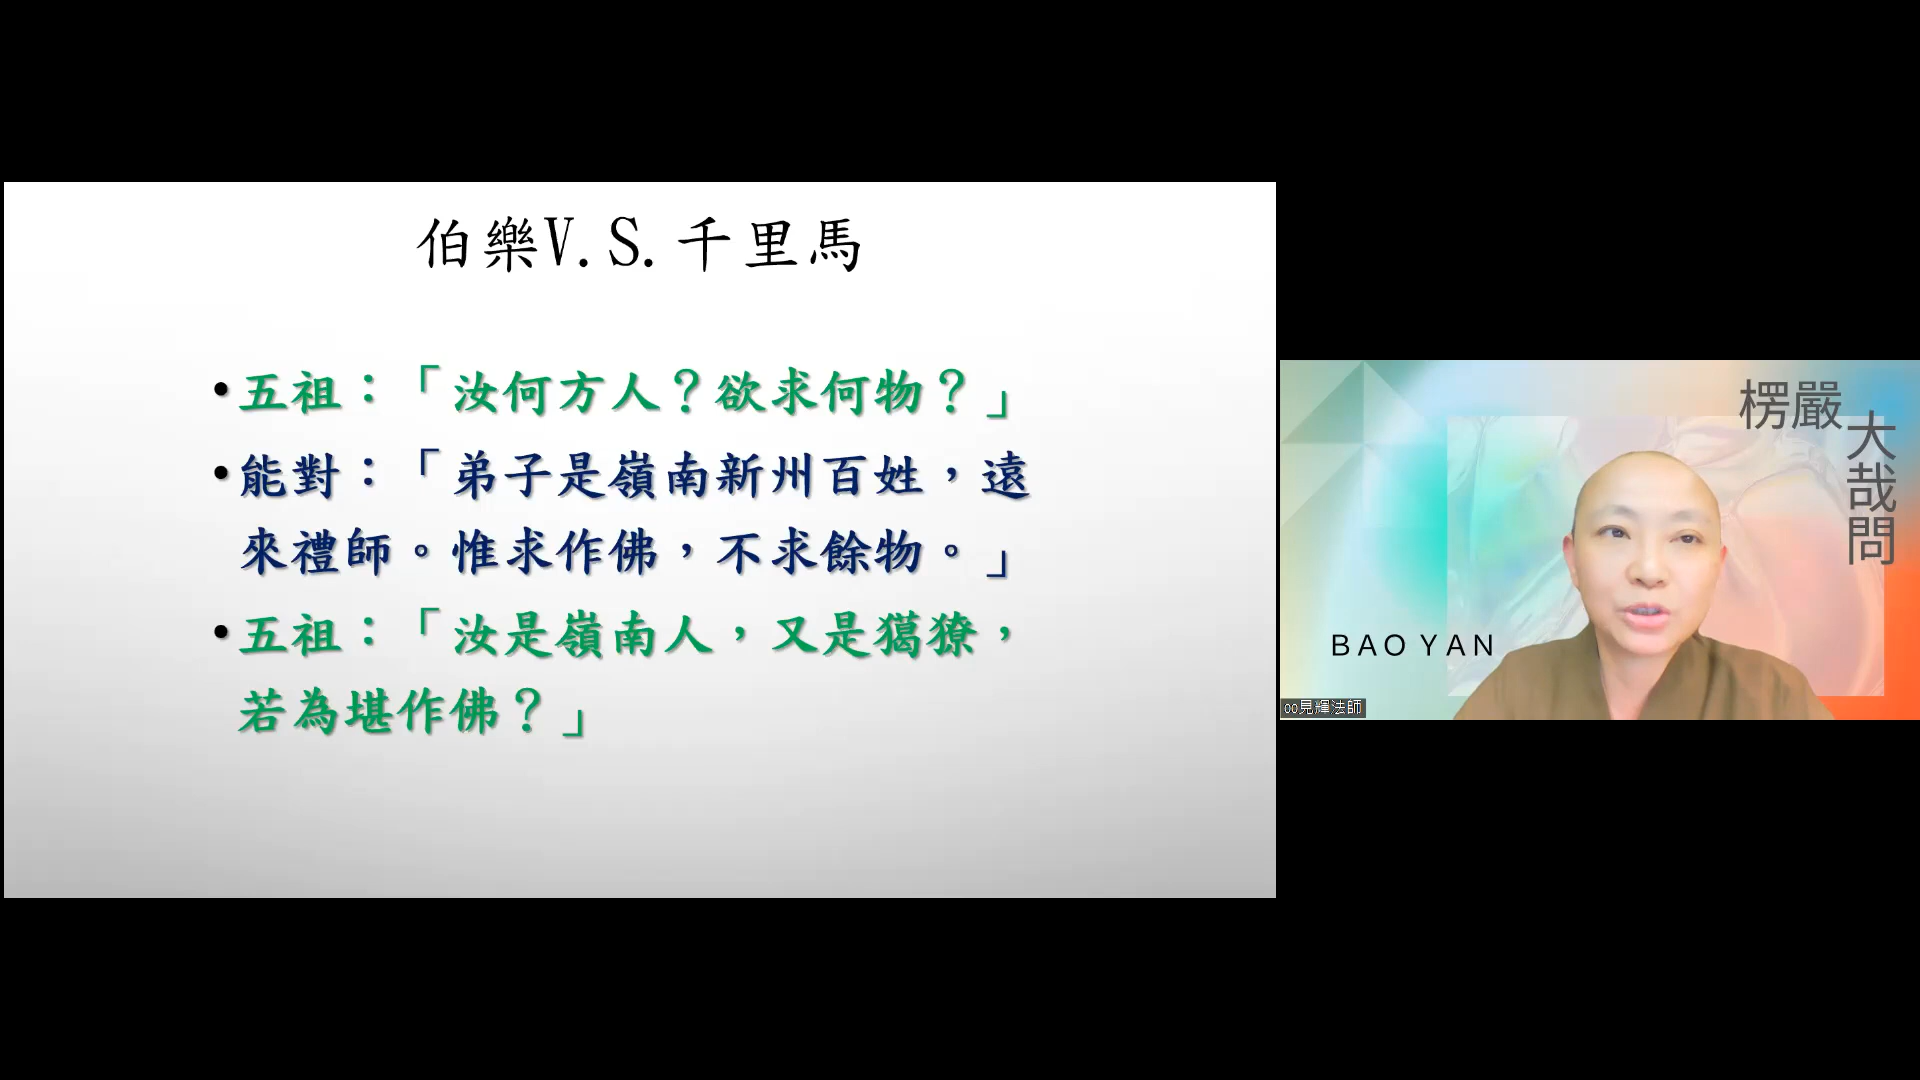 伯樂V.S.千里馬
•五祖：「汝何方人？欲求何物？」
•能對：「弟子是嶺南新州百姓，遠
來禮師。惟求作佛，不求餘物。」
•五祖：「汝是嶺南人，又是獦獠，
若為堪作佛？」
楞嚴
大哉問
BAO YAN
oo見輝法師